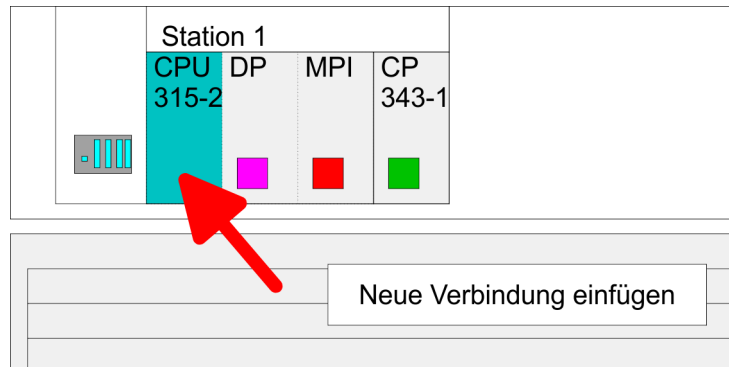 Station 1
CPU DP MPI CP
315-2 343-1
Neue Verbindung einfügen